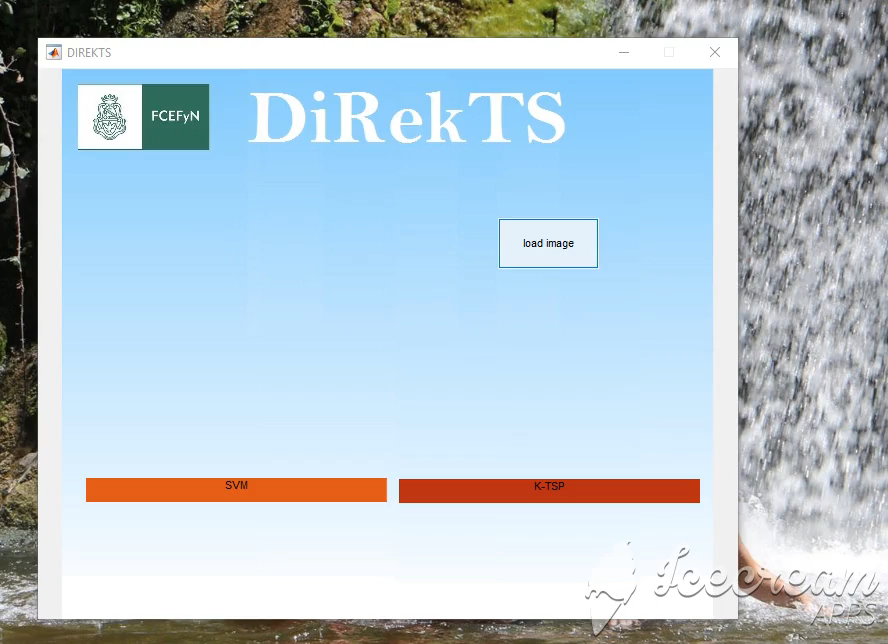 DIREKTS
FCEFyN
DiRekTS
load image
SVM
K-TSP
Icecream
APPS